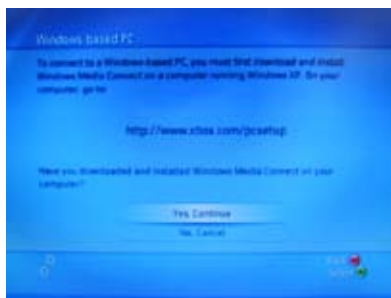 Windows based PC
To connect to a Windows-based PC, you must first download and install
Windows Media Connect on a computer running Windows XP. On your
computer, go to:
http://www.xbox.com/pcsetup
Have you downloaded and installed Windows Media Connect on your
computer?
Yes, Continue
No, Cancel
Back
Select